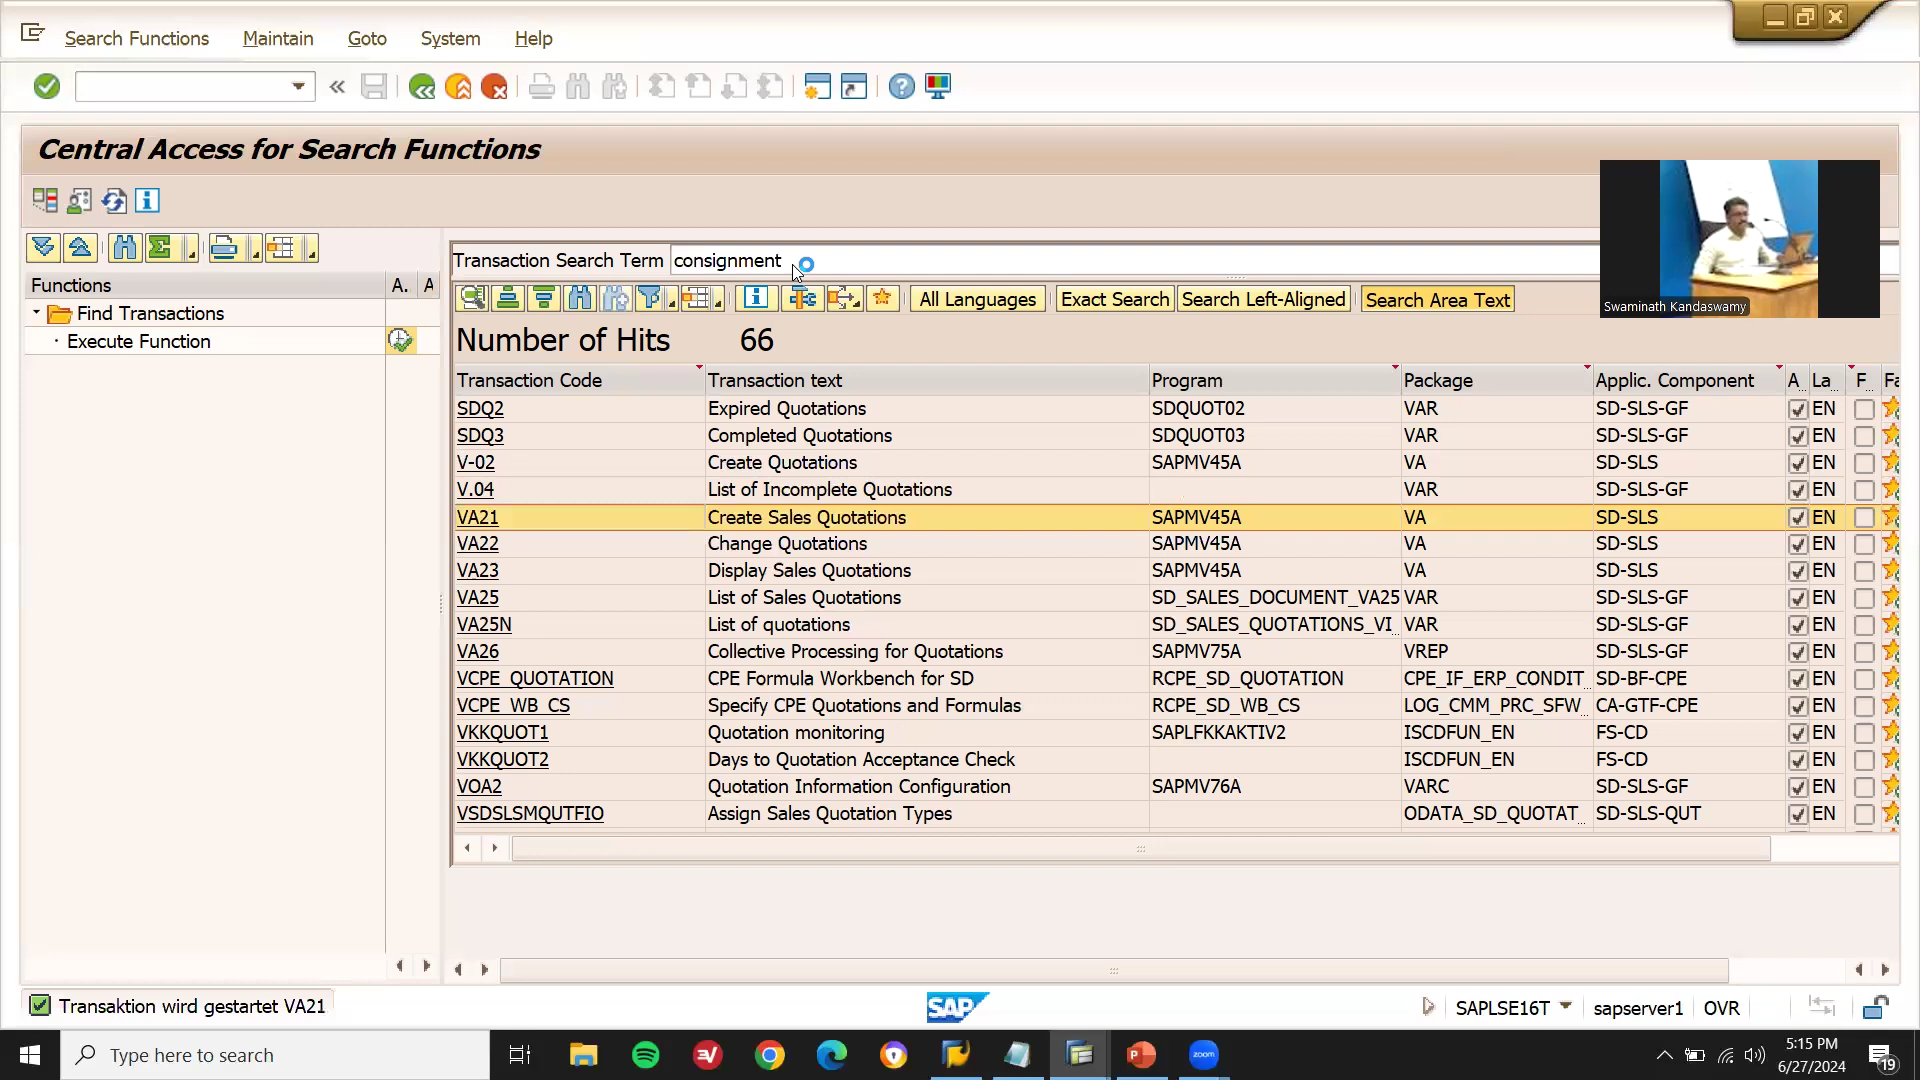 Search Functions Maintain Goto System Help
Central Access for Search Functions
Swaminath Kandaswamy
Functions A. A
Find Transactions
Execute Function
Transaction Search Term consignment
All Languages Exact Search Search Left-Aligned Search Area Text
Number of Hits 66
Transaction Code Transaction text Program Package Applic. Component A.. La.. F... Fa
SDQ2 Expired Quotations SDQUOT02 VAR SD-SLS-GF EN
SDQ3 Completed Quotations SDQUOT03 VAR SD-SLS-GF EN
V-02 Create Quotations SAPMV45A VA SD-SLS EN
V.04 List of Incomplete Quotations VAR SD-SLS-GF EN
VA21 Create Sales Quotations SAPMV45A VA SD-SLS EN
VA22 Change Quotations SAPMV45A VA SD-SLS EN
VA23 Display Sales Quotations SAPMV45A VA SD-SLS EN
VA25 List of Sales Quotations SD_SALES_DOCUMENT_VA25 VAR SD-SLS-GF EN
VA25N List of quotations SD_SALES_QUOTATIONS_VI... VAR SD-SLS-GF EN
VA26 Collective Processing for Quotations SAPMV75A VREP SD-SLS-GF EN
VCPE_QUOTATION CPE Formula Workbench for SD RCPE_SD_QUOTATION CPE_IF_ERP_CONDIT... SD-BF-CPE EN
VCPE_WB_CS Specify CPE Quotations and Formulas RCPE_SD_WB_CS LOG_CMM_PRC_SFW... CA-GTF-CPE EN
VKKQUOT1 Quotation monitoring SAPLFKKAKTIV2 ISCDFUN_EN FS-CD EN
VKKQUOT2 Days to Quotation Acceptance Check ISCDFUN_EN FS-CD EN
VOA2 Quotation Information Configuration SAPMV76A VARC SD-SLS-GF EN
VSDSLSMQUTFIO Assign Sales Quotation Types ODATA_SD_QUOTAT... SD-SLS-QUT EN
Transaktion wird gestartet VA21
SAP
SAPLSE16T sapserver1 OVR
Type here to search
zoom
5:15 PM
6/27/2024
19